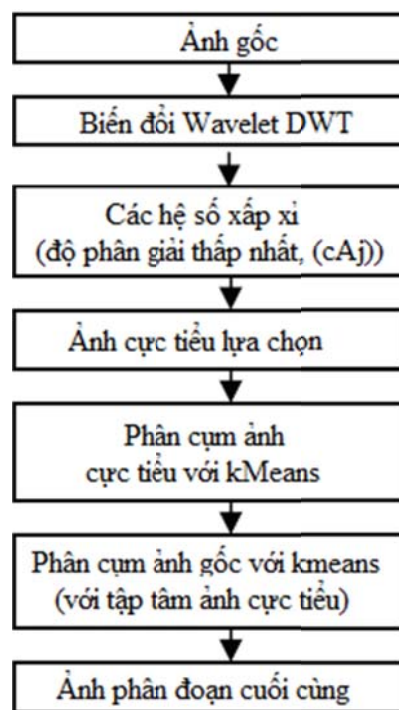 Ảnh gốc
Biến đổi Wavelet DWT
Các hệ số xấp xỉ
(độ phân giải thấp nhất, (cAj))
Ảnh cực tiểu lựa chọn
Phân cụm ảnh
cực tiểu với kMeans
Phân cụm ảnh gốc với kmeans
(với tập tâm ảnh cực tiểu)
Ảnh phân đoạn cuối cùng